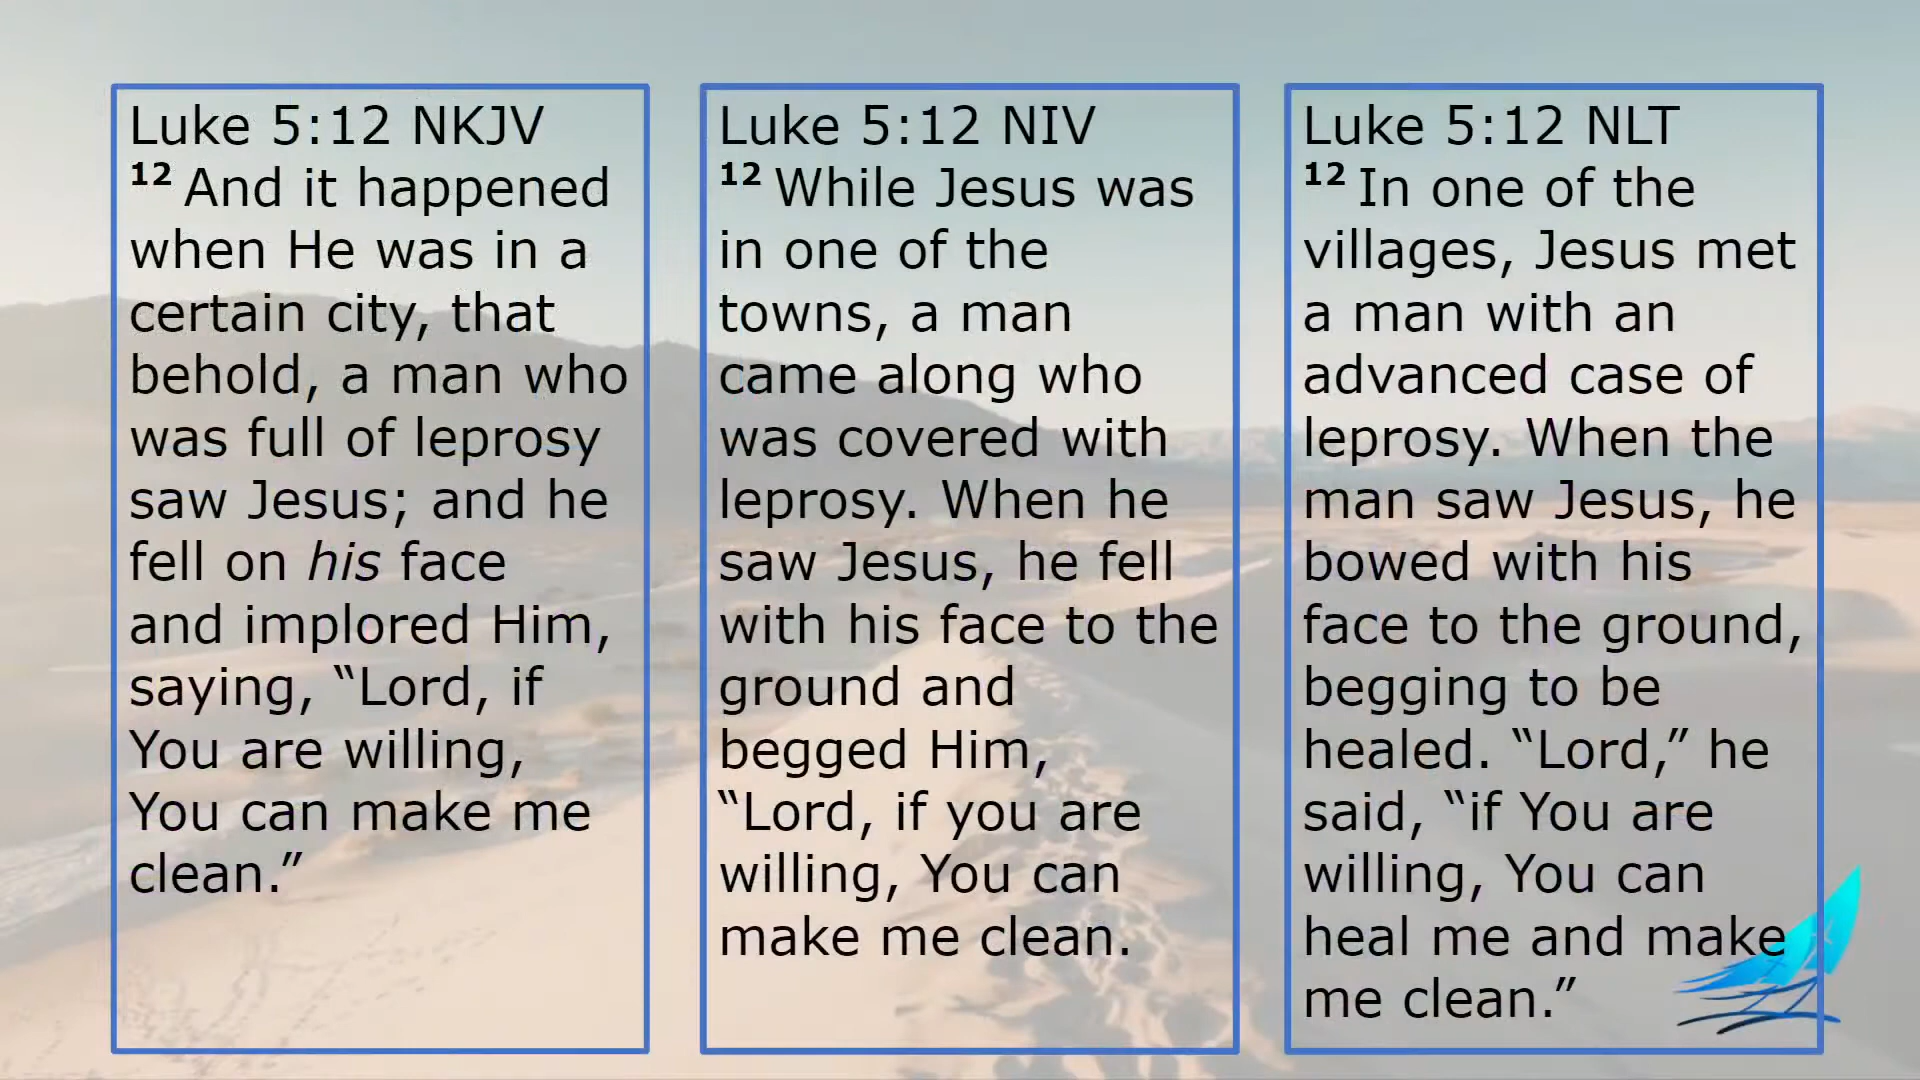 Luke 5:12 NKJV
12 And it happened
when He was in a
certain city, that
behold, a man who
was full of leprosy
saw Jesus; and he
fell on his face
and implored Him,
saying, “Lord, if
You are willing,
You can make me
clean.”
Luke 5:12 NIV
12 While Jesus was
in one of the
towns, a man
came along who
was covered with
leprosy. When he
saw Jesus, he fell
with his face to the
ground and
begged Him,
“Lord, if you are
willing, You can
make me clean.
Luke 5:12 NLT
12 In one of the
villages, Jesus met
a man with an
advanced case of
leprosy. When the
man saw Jesus, he
bowed with his
face to the ground,
begging to be
healed. “Lord,” he
said, “if You are
willing, You can
heal me and make
me clean.”